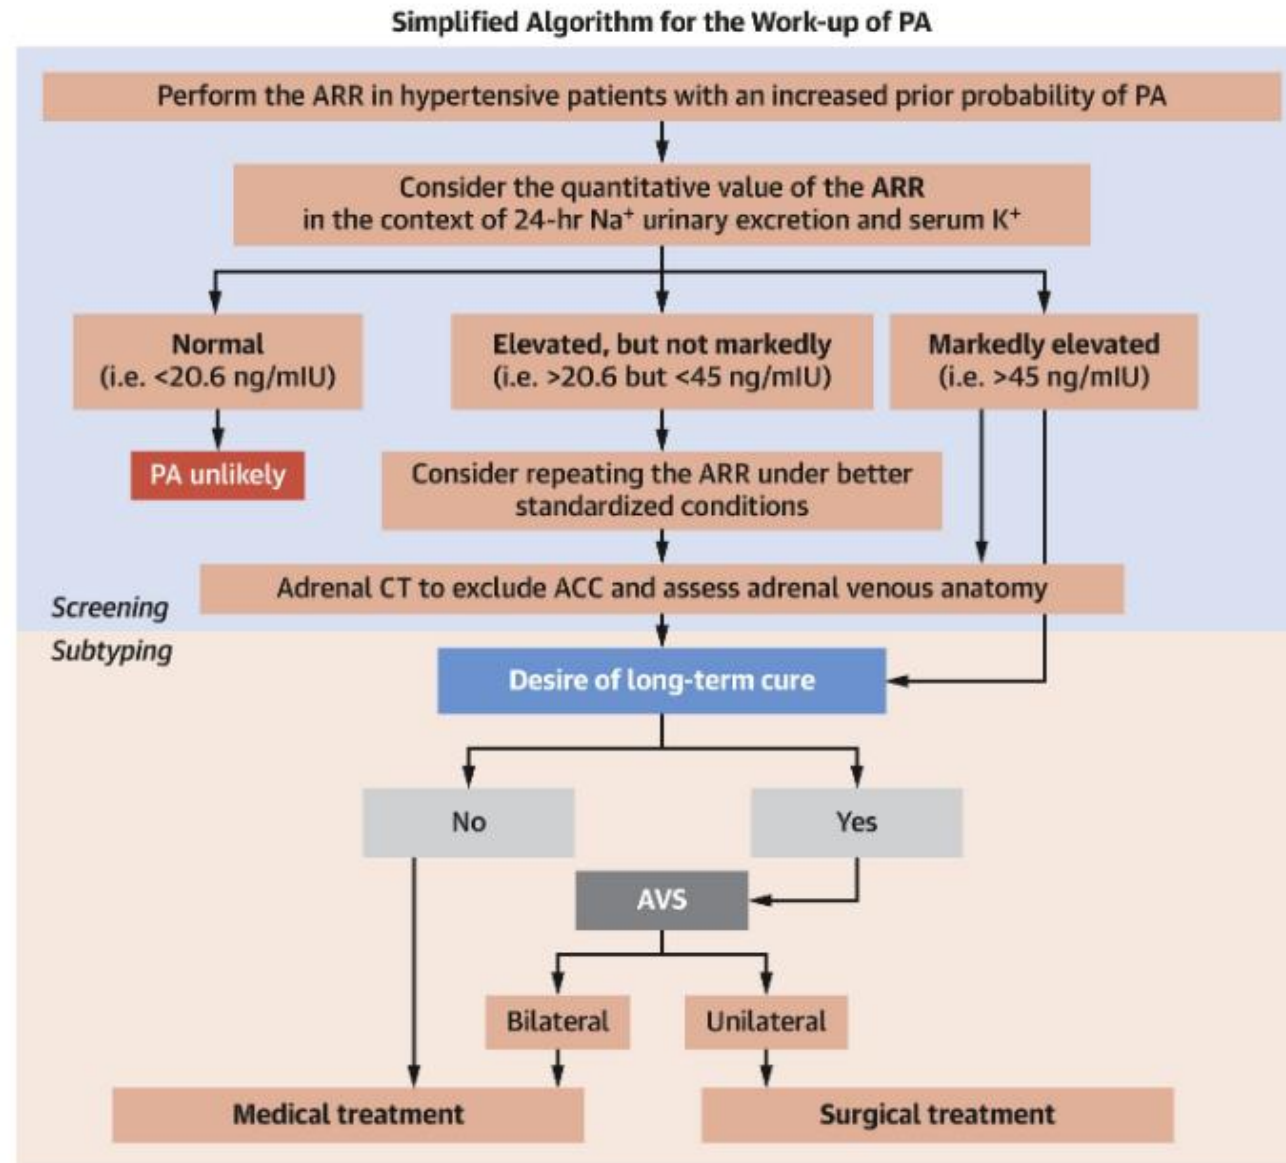 Simplified Algorithm for the Work-up of PA
Perform the ARR in hypertensive patients with an increased prior probability of PA
Consider the quantitative value of the ARR
in the context of 24-hr Na⁺ urinary excretion and serum K⁺
Normal
(i.e. <20.6 ng/mIU)
Elevated, but not markedly
(i.e. >20.6 but <45 ng/mIU)
Markedly elevated
(i.e. >45 ng/mIU)
PA unlikely
Consider repeating the ARR under better
standardized conditions
Adrenal CT to exclude ACC and assess adrenal venous anatomy
Screening
Subtyping
Desire of long-term cure
No
Yes
AVS
Bilateral
Unilateral
Medical treatment
Surgical treatment